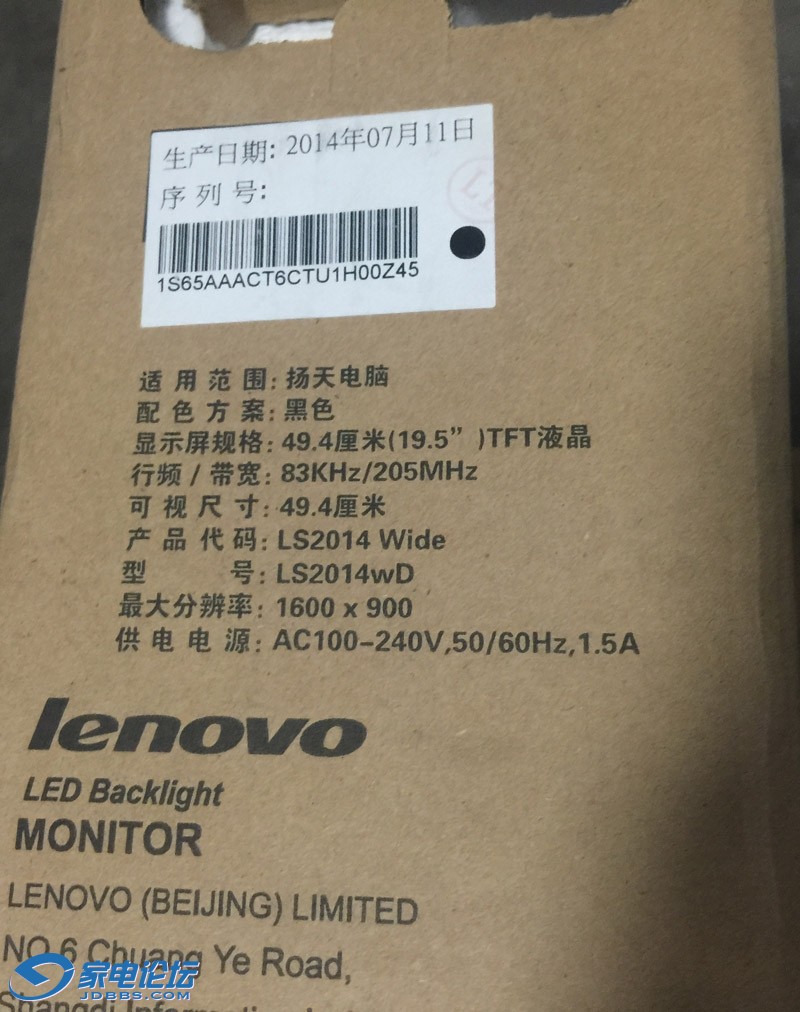 生产日期: 2014年07月11日
序列号:
1S65AAACT6CTU1H00Z45
适用范围: 扬天电脑
配色方案: 黑色
显示屏规格: 49.4厘米(19.5”)TFT液晶
行频/带宽: 83KHz/205MHz
可视尺寸: 49.4厘米
产品代码: LS2014 Wide
型号: LS2014wD
最大分辨率: 1600 x 900
供电电源: AC100-240V,50/60Hz,1.5A
lenovo
LED Backlight
MONITOR
LENOVO (BEIJING) LIMITED
NO.6 Chuang Ye Road,
Shangdi
家电论坛
JDBBS.COM